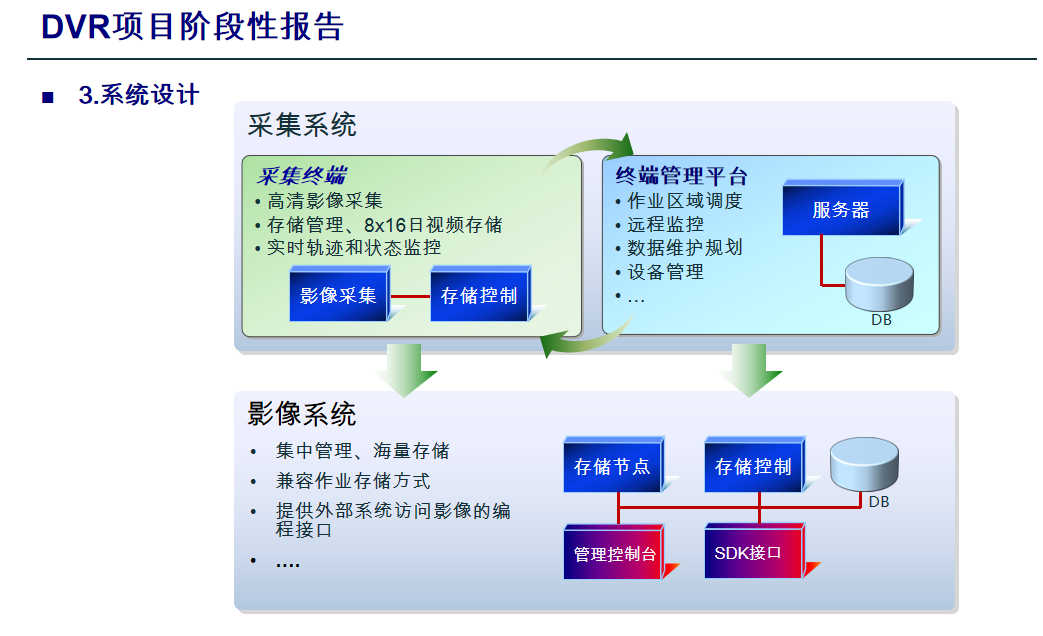 DVR项目阶段性报告
■ 3.系统设计
采集系统
采集终端
• 高清影像采集
• 存储管理、8x16日视频存储
• 实时轨迹和状态监控
影像采集
存储控制
终端管理平台
• 作业区域调度
• 远程监控
• 数据维护规划
• 设备管理
• ...
服务器
DB
影像系统
• 集中管理、海量存储
• 兼容作业存储方式
• 提供外部系统访问影像的编
程接口
• ....
存储节点
存储控制
DB
管理控制台
SDK接口